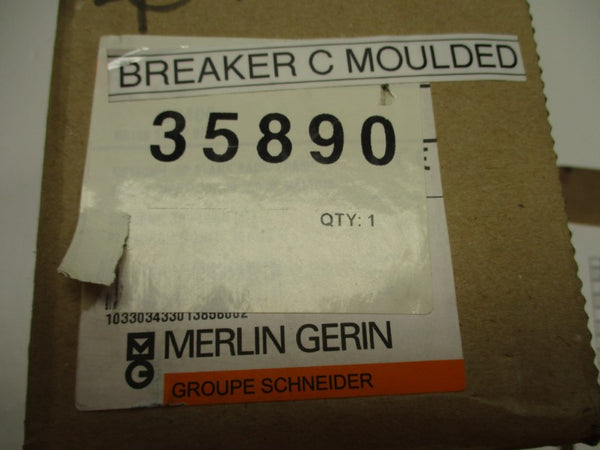 BREAKER C MOULDED
35890
E
QTY: 1
MERLIN GERIN
GROUPE SCHNEIDER